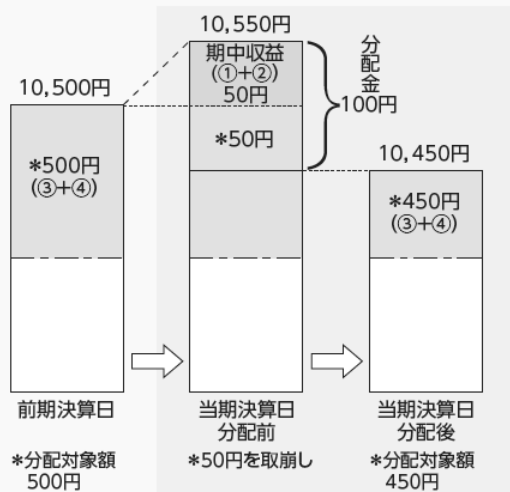 10,500円
*500円
(③+④)
前期決算日
*分配対象額
500円
10,550円
期中収益
(①+②)
50円
*50円
分配金
100円
当期決算日
分配前
*50円を取崩し
10,450円
*450円
(③+④)
当期決算日
分配後
*分配対象額
450円